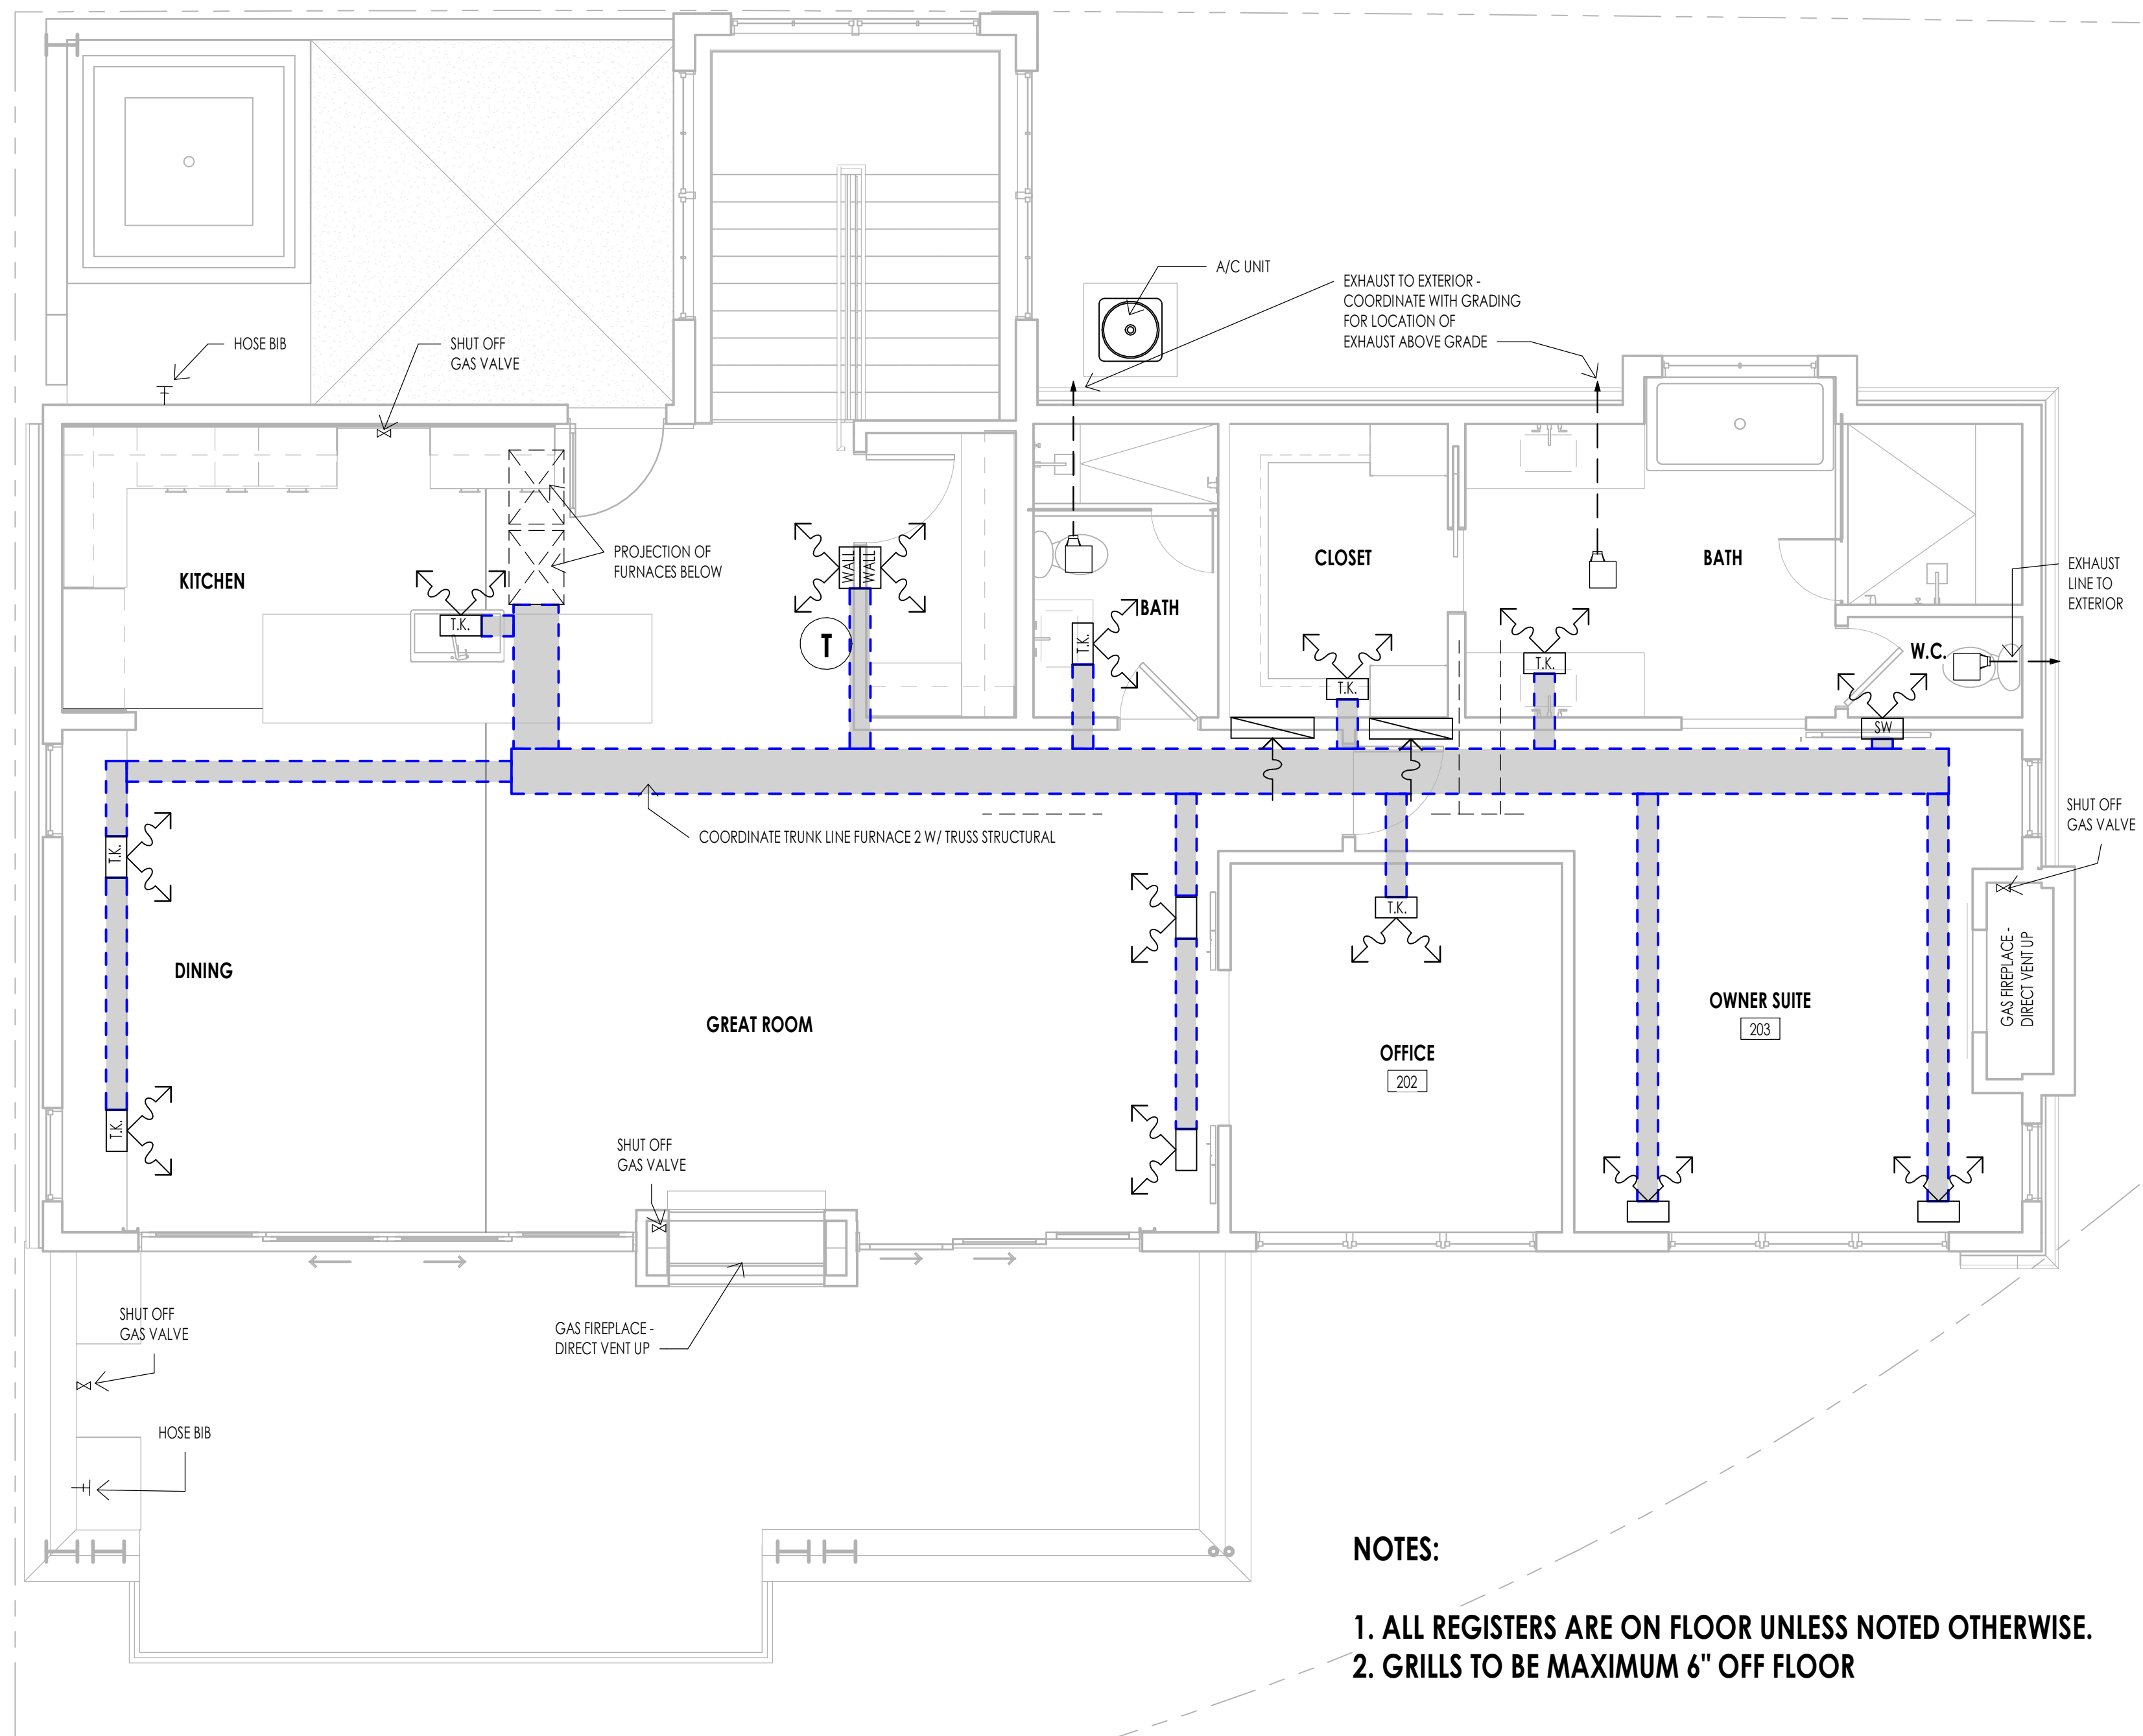 A/C UNIT
EXHAUST TO EXTERIOR -
COORDINATE WITH GRADING
FOR LOCATION OF
EXHAUST ABOVE GRADE
HOSE BIB
SHUT OFF
GAS VALVE
PROJECTION OF
FURNACES BELOW
KITCHEN
T.K.
WALL
WALL
T
BATH
T.K.
CLOSET
T.K.
BATH
T.K.
W.C.
SW
EXHAUST
LINE TO
EXTERIOR
COORDINATE TRUNK LINE FURNACE 2 W/ TRUSS STRUCTURAL
SHUT OFF
GAS VALVE
T.K.
T.K.
DINING
GREAT ROOM
T.K.
OFFICE
202
OWNER SUITE
203
GAS FIREPLACE -
DIRECT VENT UP
T.K.
SHUT OFF
GAS VALVE
GAS FIREPLACE -
DIRECT VENT UP
SHUT OFF
GAS VALVE
HOSE BIB
NOTES:
1. ALL REGISTERS ARE ON FLOOR UNLESS NOTED OTHERWISE.
2. GRILLS TO BE MAXIMUM 6" OFF FLOOR